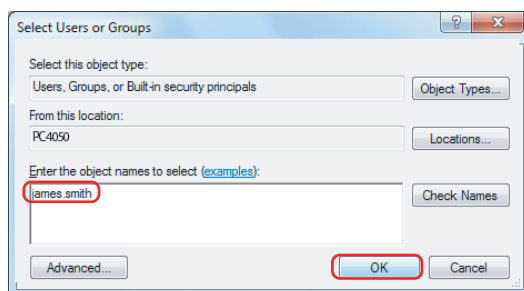 Select Users or Groups
Select this object type:
Users, Groups, or Built-in security principals
Object Types...
From this location:
PC4050
Locations...
Enter the object names to select (examples):
james.smith
Check Names
Advanced...
OK
Cancel